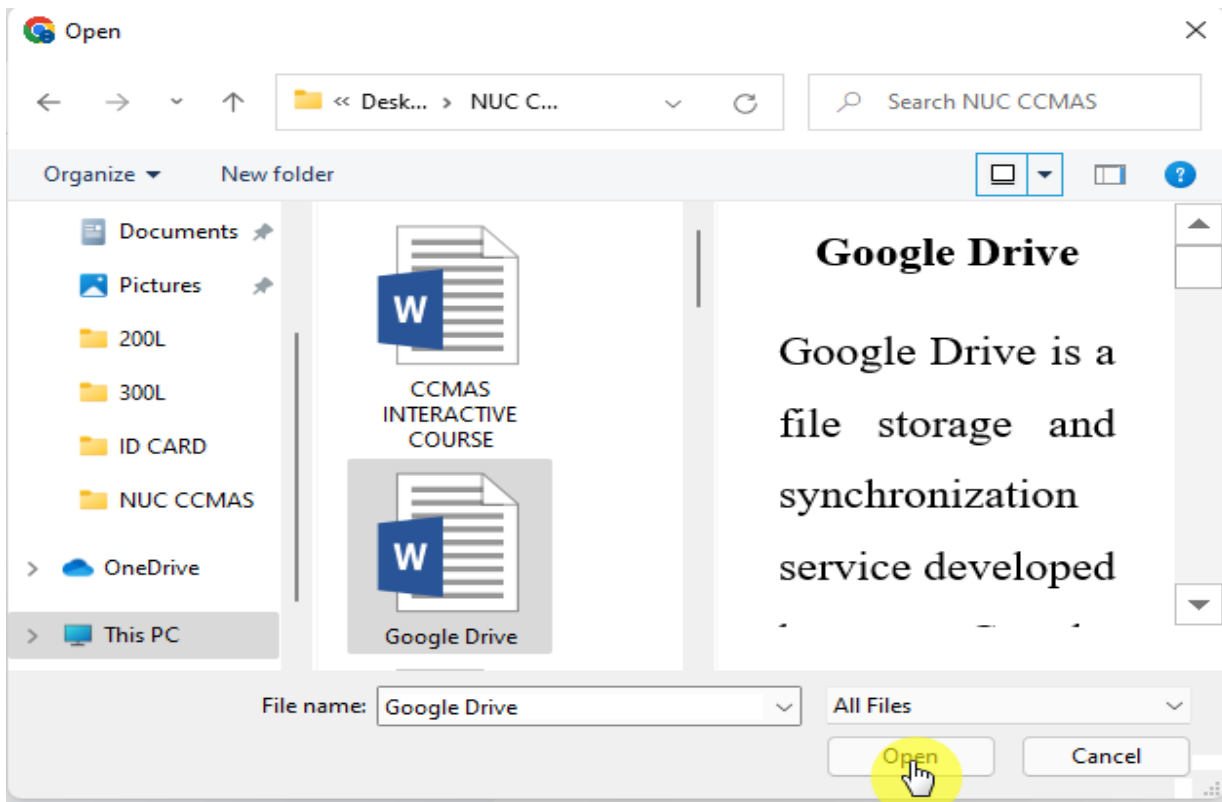 Open
« Desk... > NUC C...
Search NUC CCMAS
Organize
New folder
Documents
Pictures
200L
300L
ID CARD
NUC CCMAS
OneDrive
This PC
W
CCMAS
INTERACTIVE
COURSE
W
Google Drive
Google Drive
Google Drive is a
file storage and
synchronization
service developed
File name: Google Drive
All Files
Open
Cancel